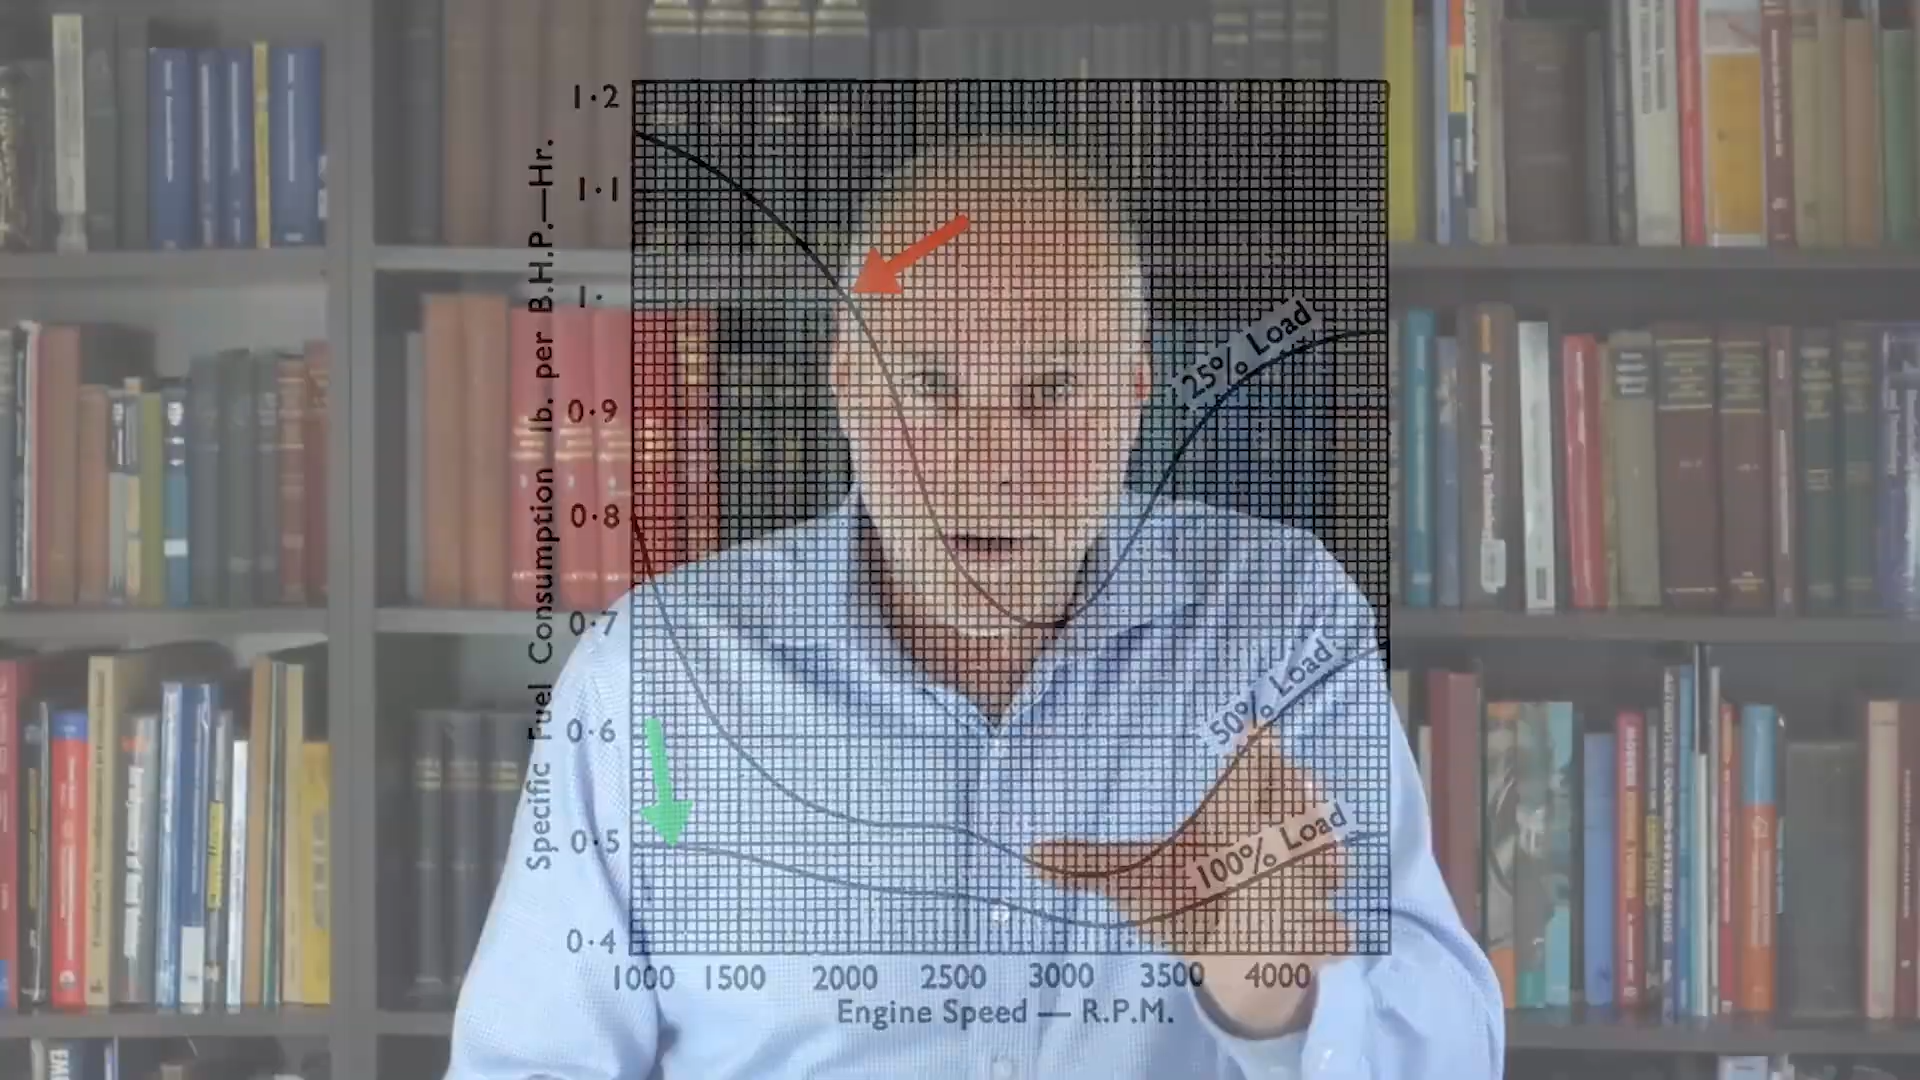 1·2
1·1
1·
0·9
0·8
0·7
0·6
0·5
0·4
Specific Fuel Consumption lb. per B.H.P.—Hr.
25% Load
50% Load
100% Load
1000 1500 2000 2500 3000 3500 4000
Engine Speed — R.P.M.